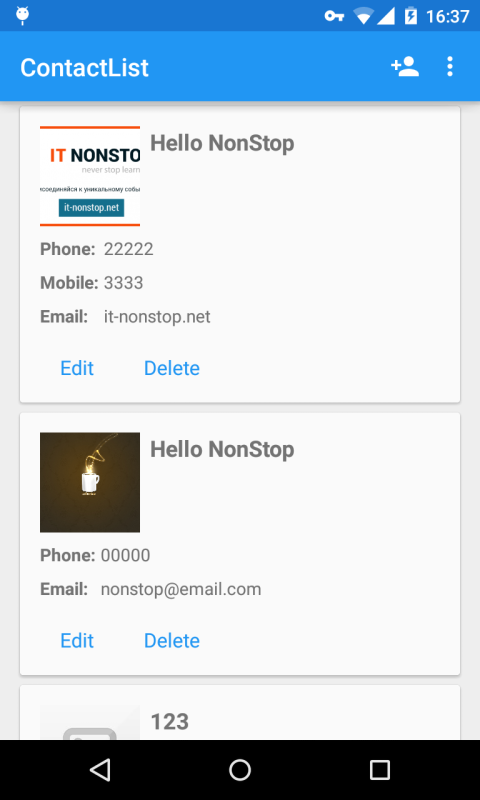 16:37
ContactList
IT NONSTO
never stop learn
исоединяйся к уникальному собы
it-nonstop.net
Hello NonStop
Phone: 22222
Mobile: 3333
Email: it-nonstop.net
Edit Delete
Hello NonStop
Phone: 00000
Email: nonstop@email.com
Edit Delete
123